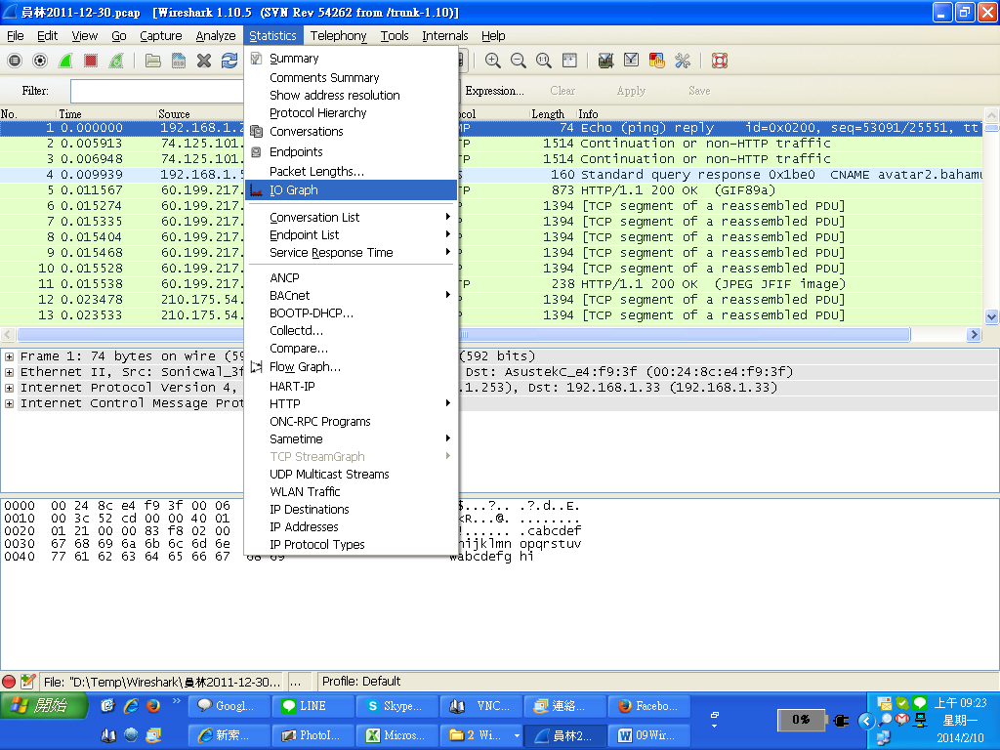 員林2011-12-30.pcap [Wireshark 1.10.5 (SVN Rev 54262 from /trunk-1.10)]
File Edit View Go Capture Analyze Statistics Telephony Tools Internals Help
Filter: Expression... Clear Apply Save
No. Time Source col Length Info
1 0.000000 192.168.1.2 MP 74 Echo (ping) reply id=0x0200, seq=53091/25551, tt
2 0.005913 74.125.101. P 1514 Continuation or non-HTTP traffic
3 0.006948 74.125.101. P 1514 Continuation or non-HTTP traffic
4 0.009939 192.168.1.5 S 160 Standard query response 0x1be0 CNAME avatar2.bahamu
5 0.011567 60.199.217. P 873 HTTP/1.1 200 OK (GIF89a)
6 0.015274 60.199.217. 1394 [TCP segment of a reassembled PDU]
7 0.015335 60.199.217. 1394 [TCP segment of a reassembled PDU]
8 0.015404 60.199.217. 1394 [TCP segment of a reassembled PDU]
9 0.015468 60.199.217. 1394 [TCP segment of a reassembled PDU]
10 0.015528 60.199.217. 1394 [TCP segment of a reassembled PDU]
11 0.015538 60.199.217. P 238 HTTP/1.1 200 OK (JPEG JFIF image)
12 0.023478 210.175.54. 1394 [TCP segment of a reassembled PDU]
13 0.023533 210.175.54. 1394 [TCP segment of a reassembled PDU]
Summary
Comments Summary
Show address resolution
Protocol Hierarchy
Conversations
Endpoints
Packet Lengths...
IO Graph
Conversation List
Endpoint List
Service Response Time
ANCP
BACnet
BOOTP-DHCP...
Collectd...
Compare...
Flow Graph...
HART-IP
HTTP
ONC-RPC Programs
Sametime
TCP StreamGraph
UDP Multicast Streams
WLAN Traffic
IP Destinations
IP Addresses
IP Protocol Types
Frame 1: 74 bytes on wire (59 (592 bits)
Ethernet II, Src: Sonicwal_3f Dst: AsustekC_e4:f9:3f (00:24:8c:e4:f9:3f)
Internet Protocol Version 4, .1.253), Dst: 192.168.1.33 (192.168.1.33)
Internet Control Message Prot
0000 00 24 8c e4 f9 3f 00 06 $...?.. .?.d..E.
0010 00 3c 52 cd 00 00 40 01 <R...@. ........
0020 01 21 00 00 83 f8 02 00 !...... .cabcdef
0030 67 68 69 6a 6b 6c 6d 6e hijklmn opqrstuv
0040 77 61 62 63 64 65 66 67 68 69 wabcdefg hi
File: "D:\Temp\Wireshark\員林2011-12-30... ... Profile: Default
開始 Googl... LINE Skype... VNC... 連絡... Facebo... 0% 上午 09:23
星期一
新索... PhotoI... Micros... 2 Wi... 員林2... 09Wir... 2014/2/10